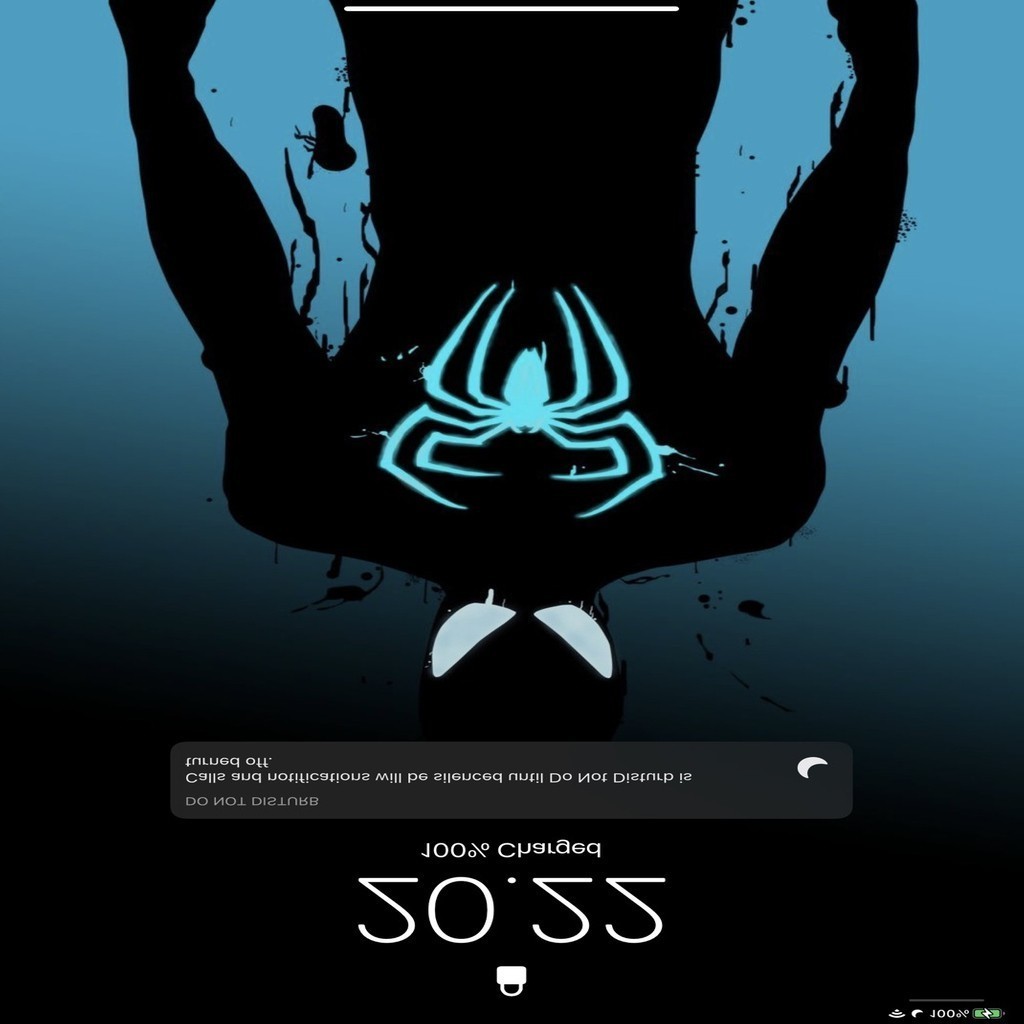 100%
20.22
100% Charged
DO NOT DISTURB
Calls and notifications will be silenced until Do Not Disturb is
turned off.